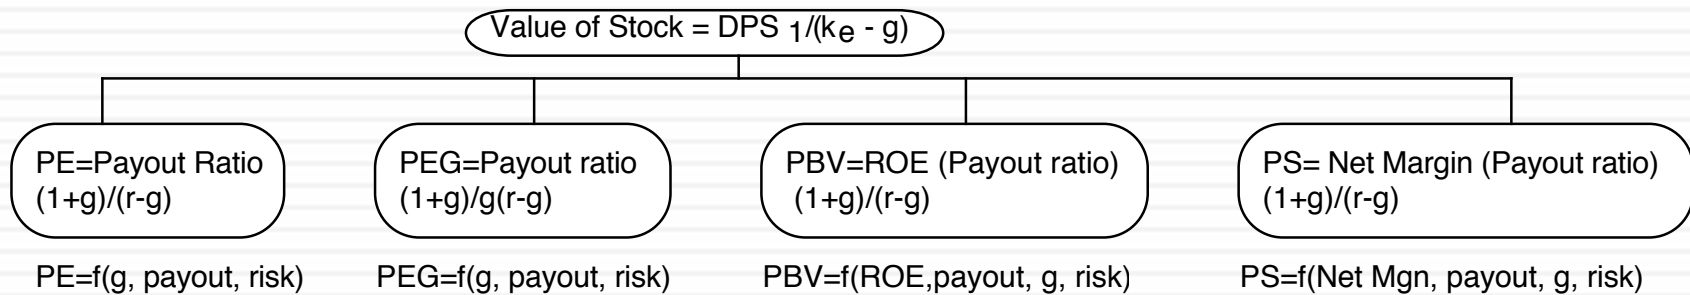 Value of Stock = DPS 1/(ke - g)
PE=Payout Ratio
(1+g)/(r-g)
PEG=Payout ratio
(1+g)/g(r-g)
PBV=ROE (Payout ratio)
(1+g)/(r-g)
PS= Net Margin (Payout ratio)
(1+g)/(r-g)
PE=f(g, payout, risk)
PEG=f(g, payout, risk)
PBV=f(ROE,payout, g, risk)
PS=f(Net Mgn, payout, g, risk)